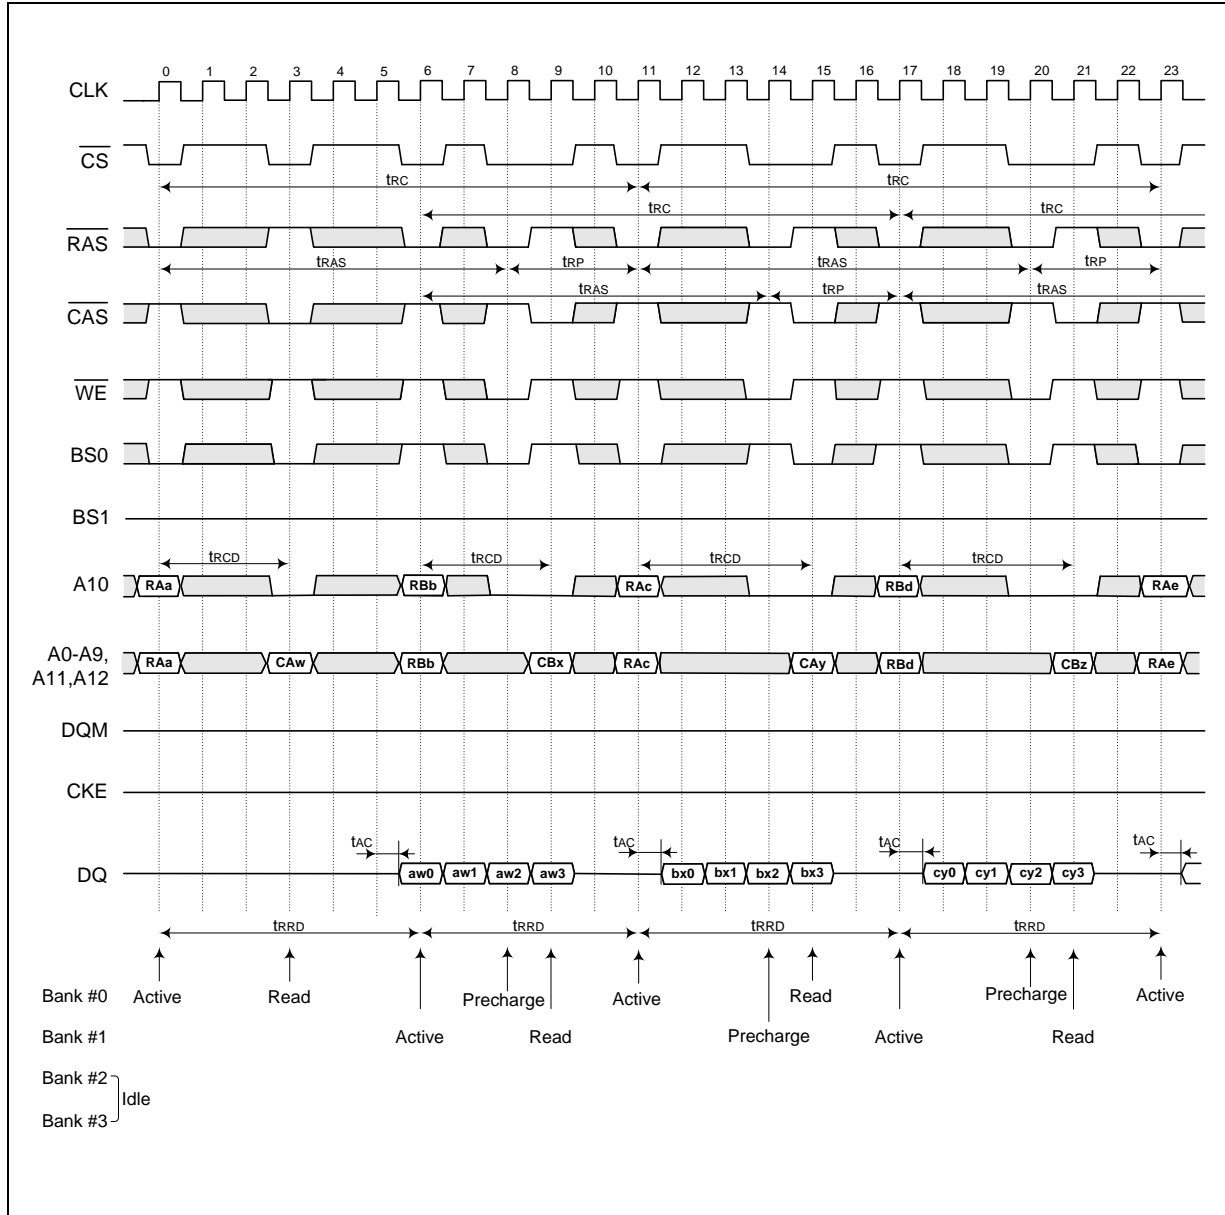 0 1 2 3 4 5 6 7 8 9 10 11 12 13 14 15 16 17 18 19 20 21 22 23
CLK
CS
tRC tRC
tRC tRC
RAS
tRAS tRP tRAS tRP
tRAS tRP tRAS
CAS
WE
BS0
BS1
tRCD tRCD tRCD tRCD
A10 RAa RBb RAc RBd RAe
A0-A9,
A11,A12
RAa CAw RBb CBx RAc CAy RBd CBz RAe
DQM
CKE
tAC tAC tAC tAC
DQ aw0 aw1 aw2 aw3 bx0 bx1 bx2 bx3 cy0 cy1 cy2 cy3
tRRD tRRD tRRD tRRD
Bank #0 Active Read Precharge Active Read Precharge Active
Bank #1 Active Read Precharge Active Read
Bank #2
Idle
Bank #3